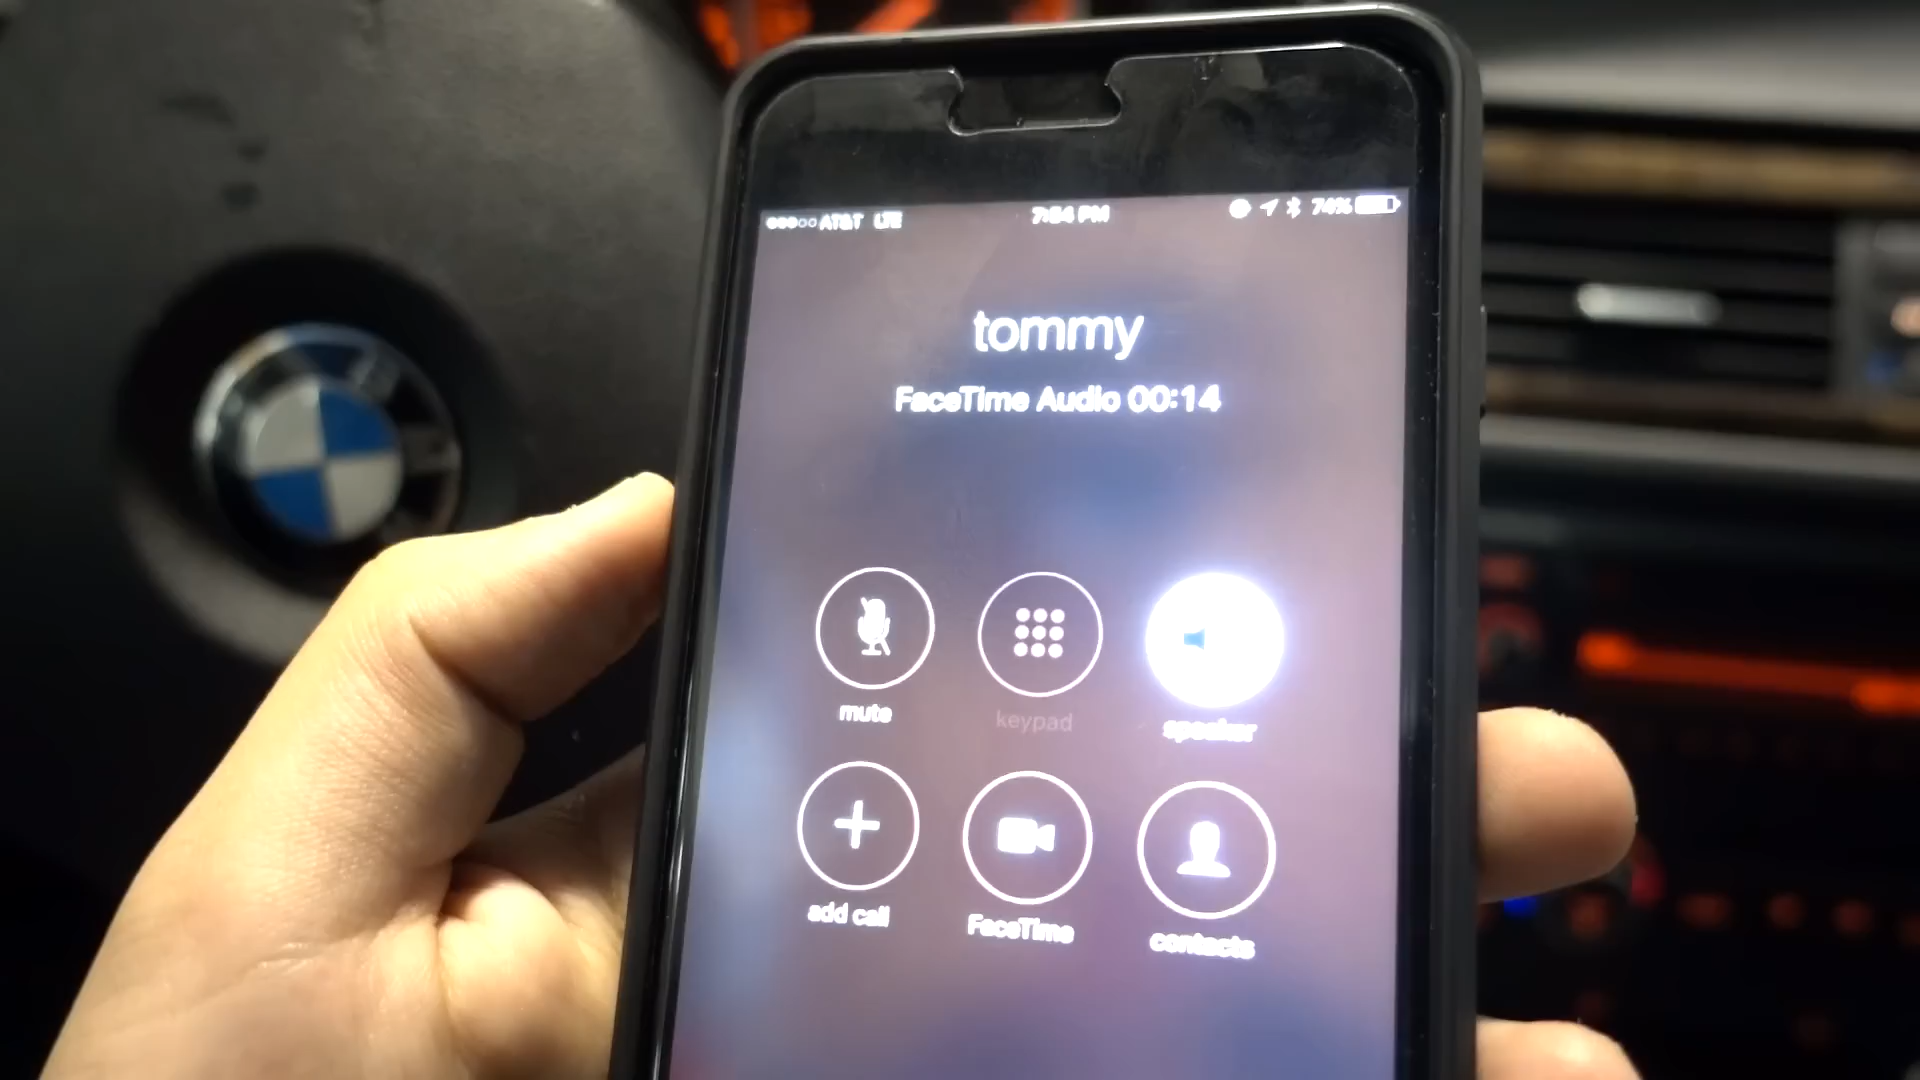 AT&T LTE 7:54 PM 74%
tommy
FaceTime Audio 00:14
mute keypad speaker
add call FaceTime contacts